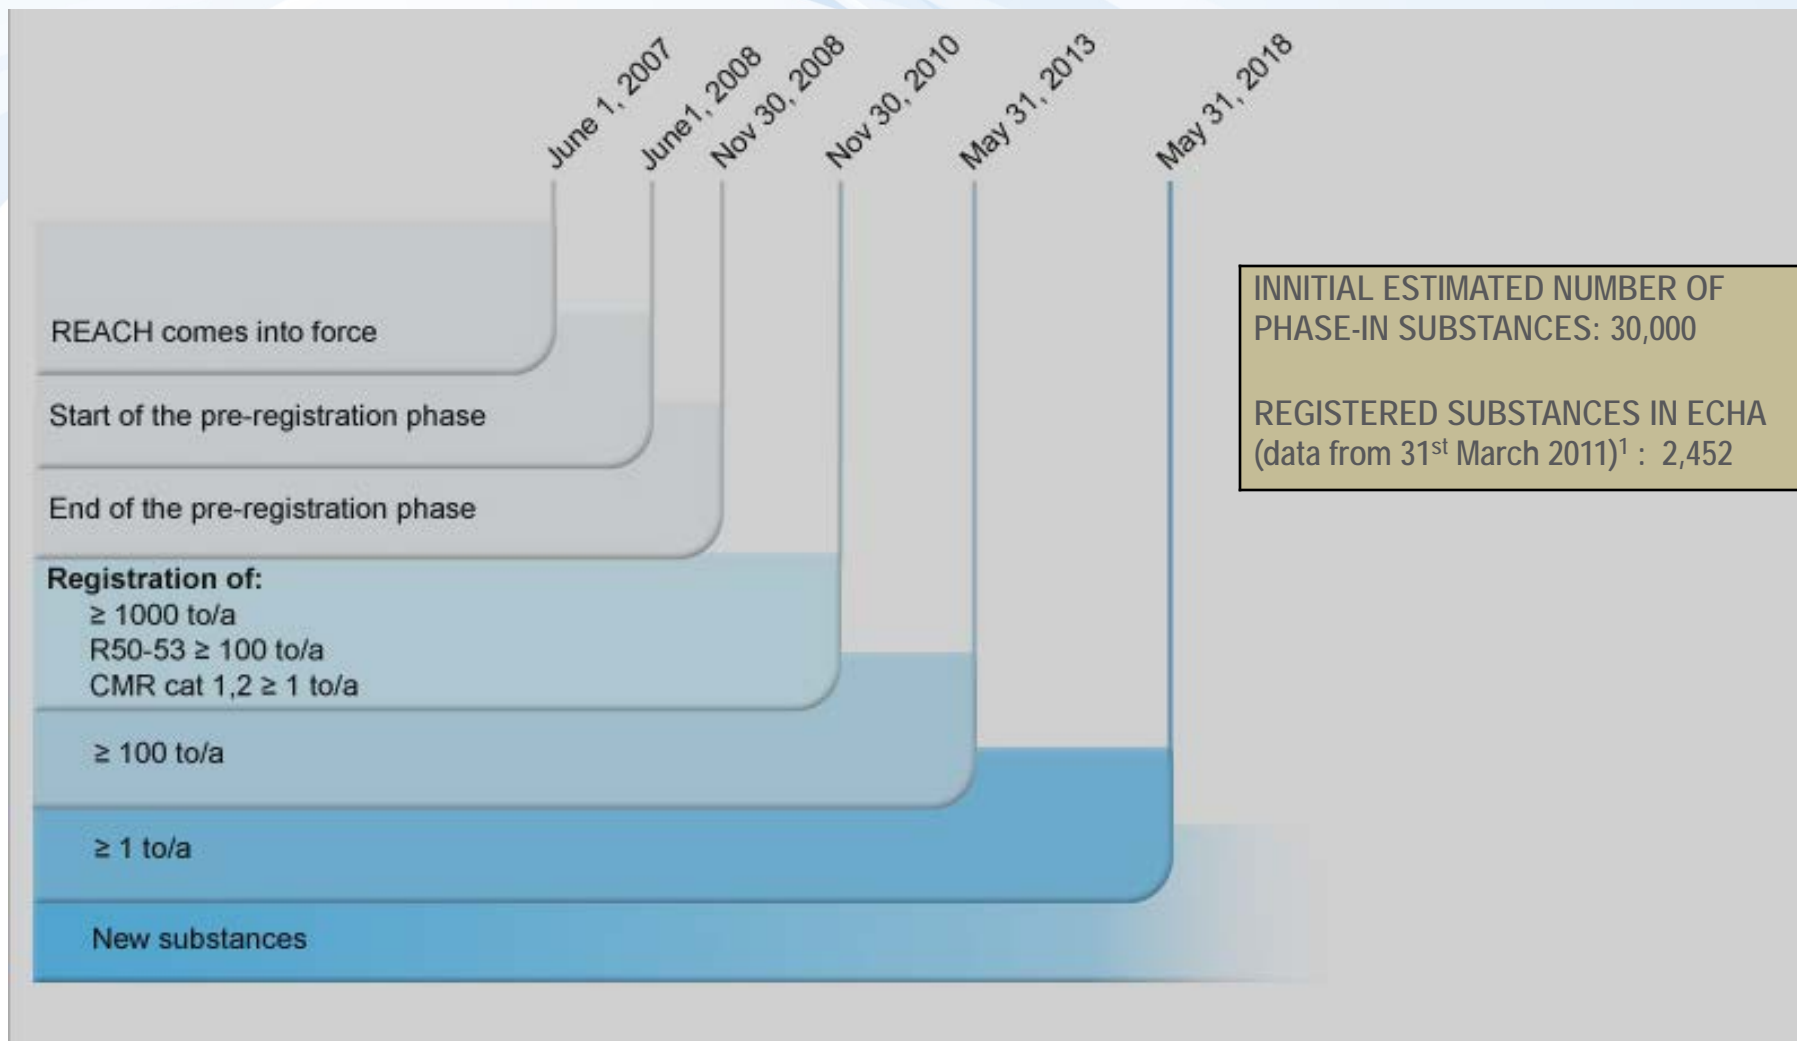 June 1, 2007
June1, 2008
Nov 30, 2008
Nov 30, 2010
May 31, 2013
May 31, 2018
REACH comes into force
Start of the pre-registration phase
End of the pre-registration phase
Registration of:
≥ 1000 to/a
R50-53 ≥ 100 to/a
CMR cat 1,2 ≥ 1 to/a
≥ 100 to/a
≥ 1 to/a
New substances
INNITIAL ESTIMATED NUMBER OF
PHASE-IN SUBSTANCES: 30,000
REGISTERED SUBSTANCES IN ECHA
(data from 31st March 2011)1 : 2,452